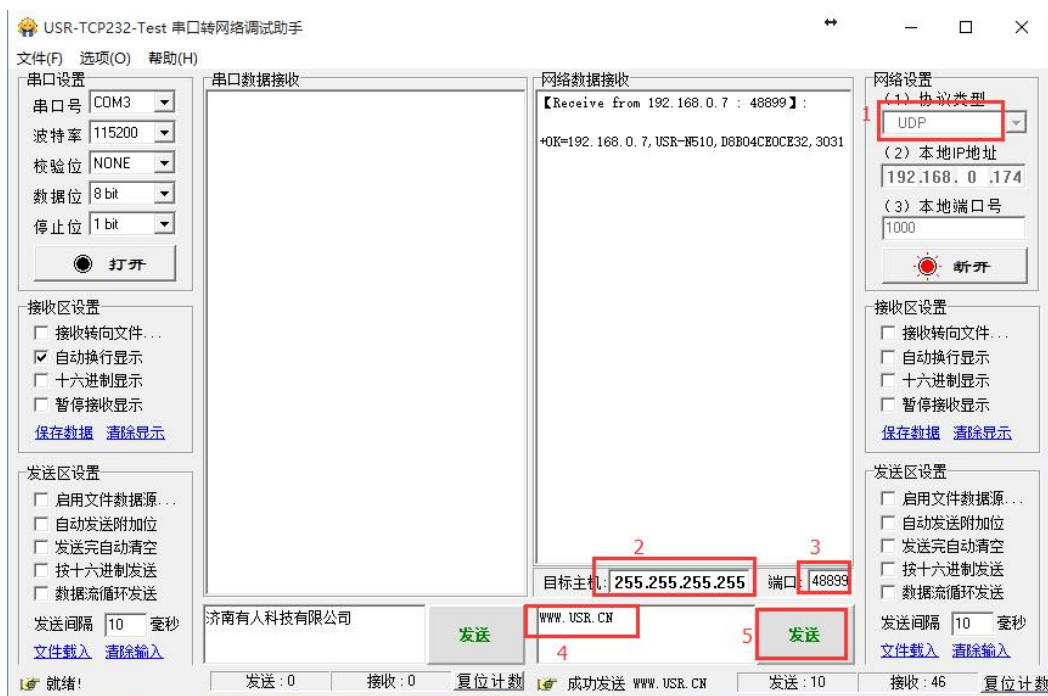 USR-TCP232-Test 串口转网络调试助手
文件(F) 选项(O) 帮助(H)
串口设置
串口号 COM3
波特率 115200
校验位 NONE
数据位 8 bit
停止位 1 bit
打开
接收区设置
接收转向文件...
自动换行显示
十六进制显示
暂停接收显示
保存数据 清除显示
发送区设置
启用文件数据源...
自动发送附加位
发送完自动清空
按十六进制发送
数据流循环发送
发送间隔 10 毫秒
文件载入 清除输入
串口数据接收
济南有人科技有限公司
发送
网络数据接收
【Receive from 192.168.0.7 : 48899】:
+OK=192.168.0.7,USR-N510,D8B04CE0CE32,3031
2
3
目标主机: 255.255.255.255 端口: 48899
WWW.USR.CN
4
5
发送
网络设置
(1) 协议类型
1
UDP
(2) 本地IP地址
192.168. 0 .174
(3) 本地端口号
1000
断开
接收区设置
接收转向文件...
自动换行显示
十六进制显示
暂停接收显示
保存数据 清除显示
发送区设置
启用文件数据源...
自动发送附加位
发送完自动清空
按十六进制发送
数据流循环发送
发送间隔 10 毫秒
文件载入 清除输入
就绪! 发送:0 接收:0 复位计数 成功发送 WWW.USR.CN 发送:10 接收:46 复位计数